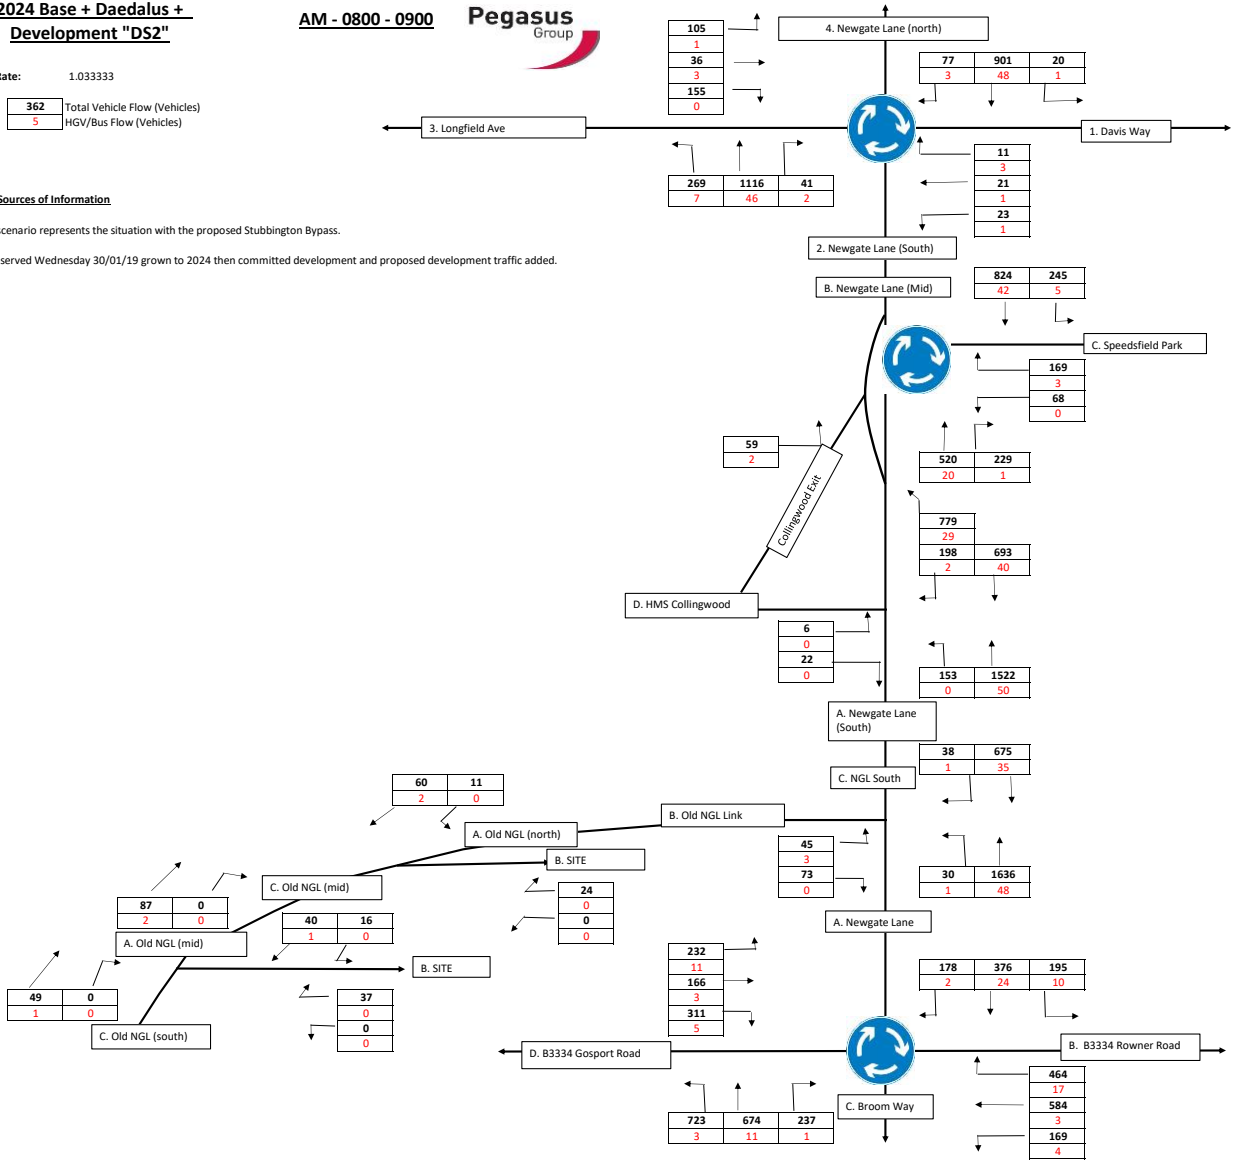 2024 Base + Daedalus +
Development "DS2"
AM - 0800 - 0900
Pegasus
Group
1.033333
362 Total Vehicle Flow (Vehicles)
5 HGV/Bus Flow (Vehicles)
Sources of Information
scenario represents the situation with the proposed Stubbington Bypass.
served Wednesday 30/01/19 grown to 2024 then committed development and proposed development traffic added.
105
1
36
3
155
0
4. Newgate Lane (north)
77 901 20
3 48 1
3. Longfield Ave
1. Davis Way
269 1116 41
7 46 2
11
3
21
1
23
1
2. Newgate Lane (South)
B. Newgate Lane (Mid)
824 245
42 5
C. Speedsfield Park
169
3
68
0
59
2
520 229
20 1
Collingwood Exit
779
29
198 693
2 40
D. HMS Collingwood
6
0
22
0
153 1522
0 50
A. Newgate Lane
(South)
38 675
1 35
C. NGL South
60 11
2 0
B. Old NGL Link
A. Old NGL (north)
45
3
73
0
B. SITE
30 1636
1 48
C. Old NGL (mid)
24
0
0
0
87 0
2 0
40 16
1 0
A. Newgate Lane
A. Old NGL (mid)
B. SITE
232
11
166
3
311
5
178 376 195
2 24 10
49 0
1 0
37
0
0
0
C. Old NGL (south)
D. B3334 Gosport Road
B. B3334 Rowner Road
C. Broom Way
723 674 237
3 11 1
464
17
584
3
169
4